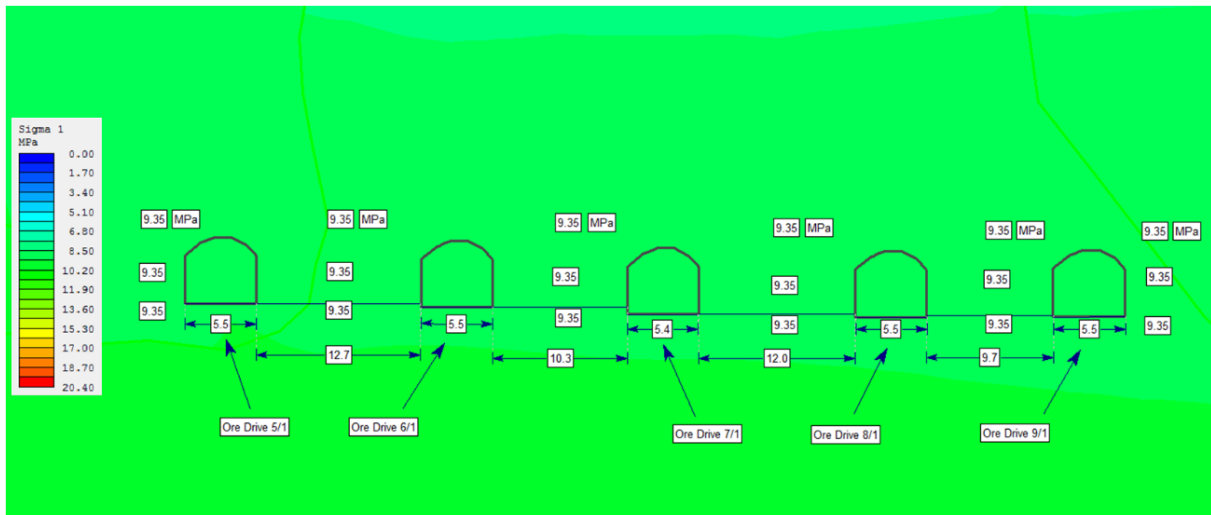 Sigma 1
MPa
0.00
1.70
3.40
5.10
6.80
8.50
10.20
11.90
13.60
15.30
17.00
18.70
20.40
9.35 MPa
9.35 MPa
9.35 MPa
9.35 MPa
9.35 MPa
9.35 MPa
9.35
9.35
9.35
9.35
9.35
9.35
9.35
9.35
9.35
9.35
9.35
9.35
5.5
5.5
5.4
5.5
5.5
12.7
10.3
12.0
9.7
Ore Drive 5/1
Ore Drive 6/1
Ore Drive 7/1
Ore Drive 8/1
Ore Drive 9/1